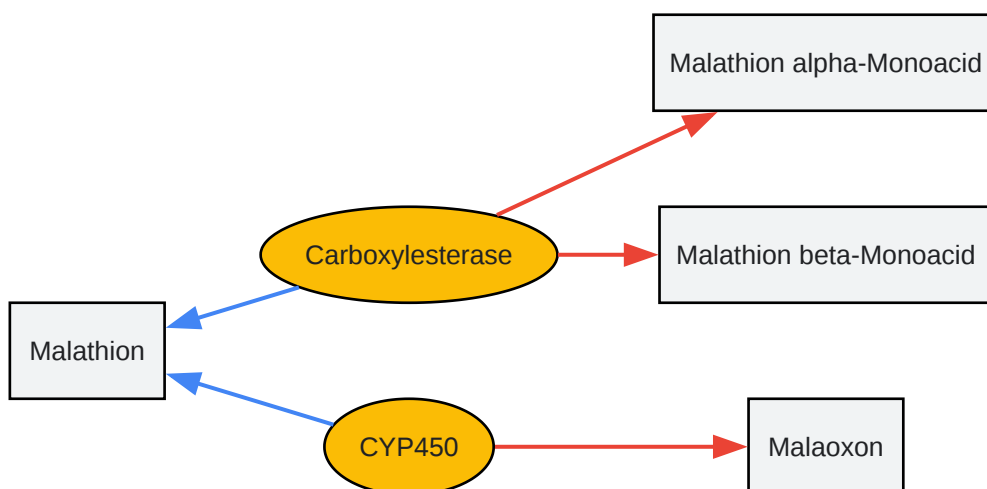 Malathion alpha-Monoacid
Carboxylesterase
Malathion beta-Monoacid
Malathion
CYP450
Malaoxon